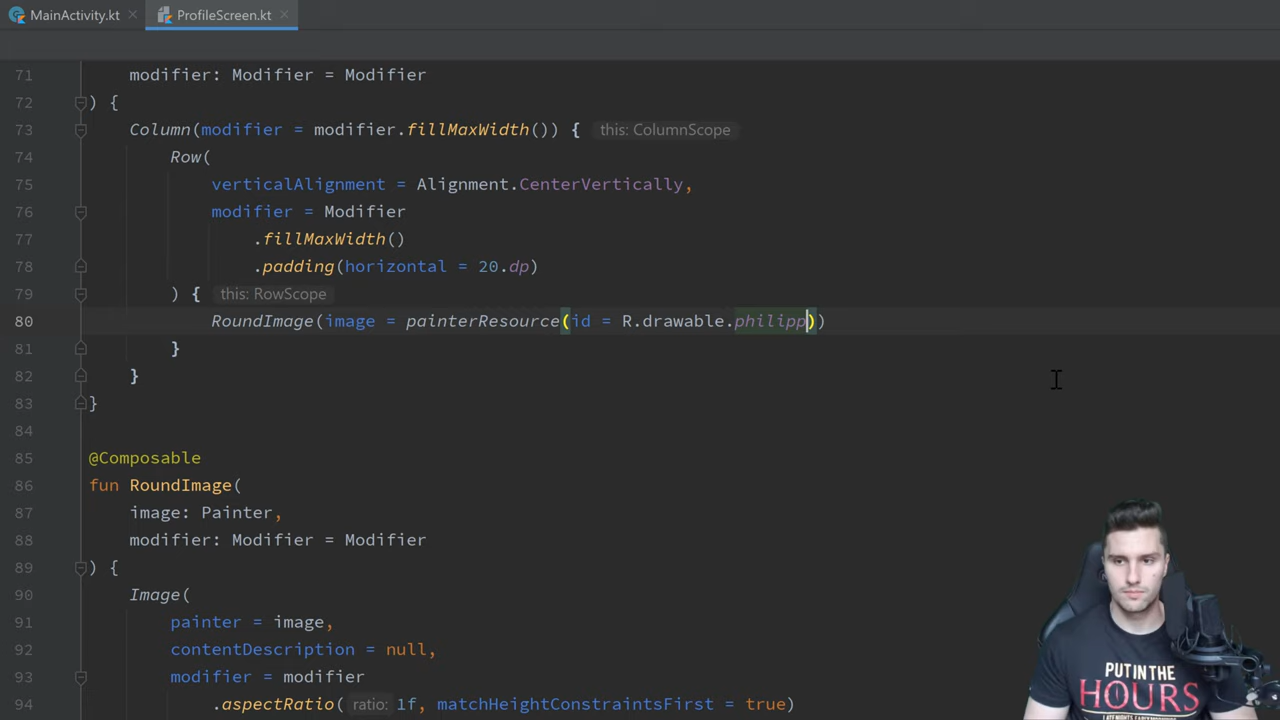 MainActivity.kt
ProfileScreen.kt
71 modifier: Modifier = Modifier
72 ) {
73 Column(modifier = modifier.fillMaxWidth()) { this: ColumnScope
74 Row(
75 verticalAlignment = Alignment.CenterVertically,
76 modifier = Modifier
77 .fillMaxWidth()
78 .padding(horizontal = 20.dp)
79 ) { this: RowScope
80 RoundImage(image = painterResource(id = R.drawable.philipp))
81 }
82 }
83 }
84
85 @Composable
86 fun RoundImage(
87 image: Painter,
88 modifier: Modifier = Modifier
89 ) {
90 Image(
91 painter = image,
92 contentDescription = null,
93 modifier = modifier
94 .aspectRatio( ratio: 1f, matchHeightConstraintsFirst = true)
PUT IN THE
HOURS